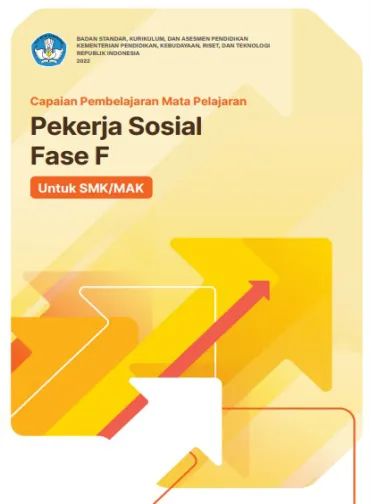 BADAN STANDAR, KURIKULUM, DAN ASESMEN PENDIDIKAN
KEMENTERIAN PENDIDIKAN, KEBUDAYAAN, RISET, DAN TEKNOLOGI
REPUBLIK INDONESIA
2022
Capaian Pembelajaran Mata Pelajaran
Pekerja Sosial
Fase F
Untuk SMK/MAK